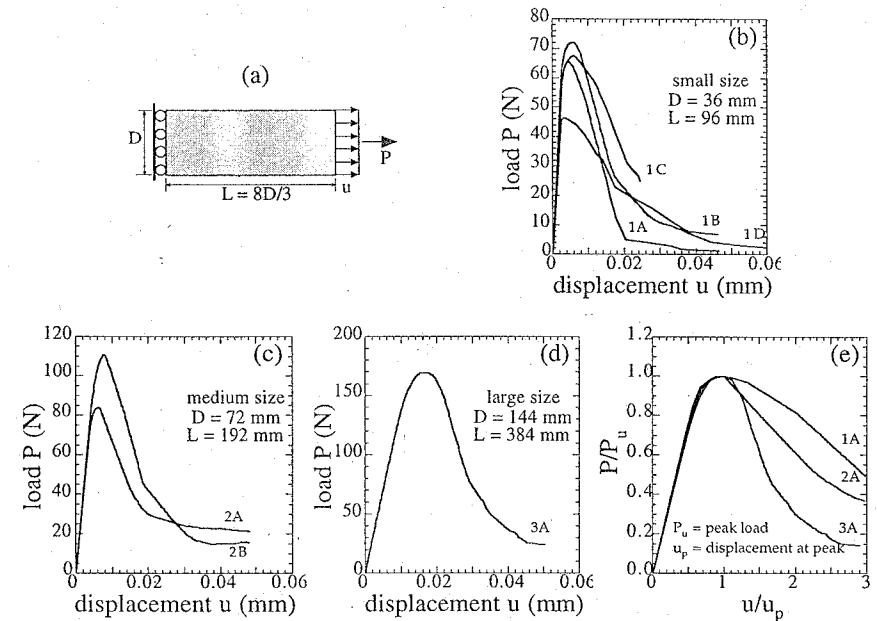 (a)
D
L = 8D/3
u
P
(b)
small size
D = 36 mm
L = 96 mm
load P (N)
80
70
60
50
40
30
20
10
0
1C
1B
1A
1D
0
0.02
0.04
0.06
displacement u (mm)
(c)
medium size
D = 72 mm
L = 192 mm
load P (N)
120
100
80
60
40
20
0
2A
2B
0
0.02
0.04
0.06
displacement u (mm)
(d)
large size
D = 144 mm
L = 384 mm
load P (N)
200
150
100
50
0
3A
0
0.02
0.04
0.06
displacement u (mm)
(e)
P/Pu
1.2
1.0
0.8
0.6
0.4
0.2
0.0
1A
2A
3A
Pu = peak load
up = displacement at peak
0
1
2
3
u/up